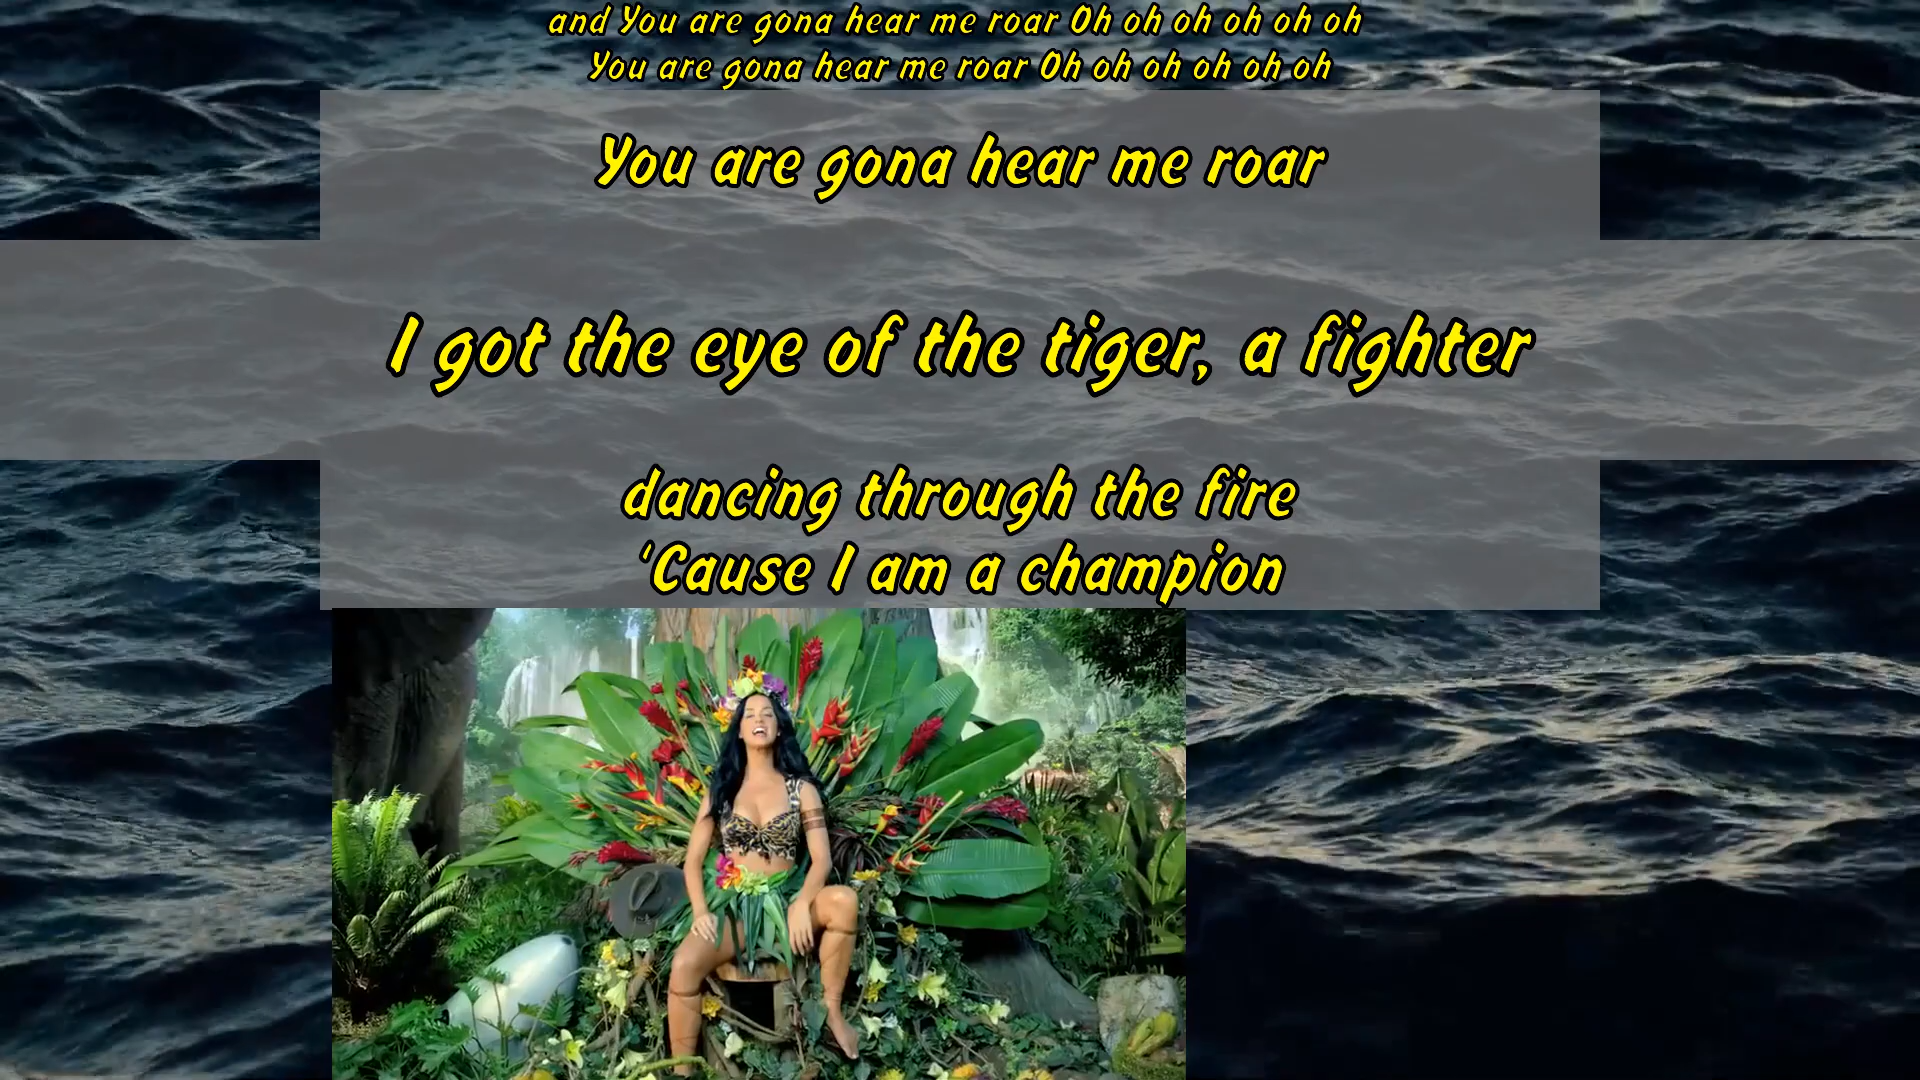 and You are gona hear me roar Oh oh oh oh oh oh
You are gona hear me roar Oh oh oh oh oh oh
You are gona hear me roar
I got the eye of the tiger, a fighter
dancing through the fire
'Cause I am a champion